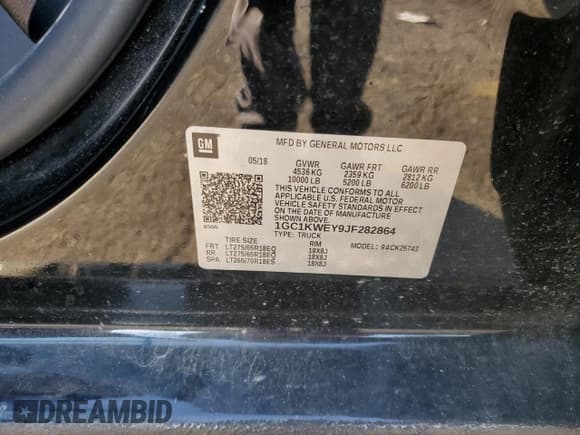 GM
MFD BY GENERAL MOTORS LLC
05/18 GVWR GAWR FRT GAWR RR
4536 KG 2359 KG 2812 KG
10000 LB 5200 LB 6200 LB
THIS VEHICLE CONFORMS TO ALL
APPLICABLE U.S. FEDERAL MOTOR
VEHICLE SAFETY STANDARDS IN
EFFECT ON THE DATE OF MANUFACTURE
SHOWN ABOVE.
1GC1KWEY9JF282864
TYPE: TRUCK
TIRE SIZE RIM MODEL: 94CK25743
FRT LT275/65R18EQ 18X8J
RR LT275/65R18EQ 18X8J
SPA LT265/70R18ES 18X8J
DREAMBID